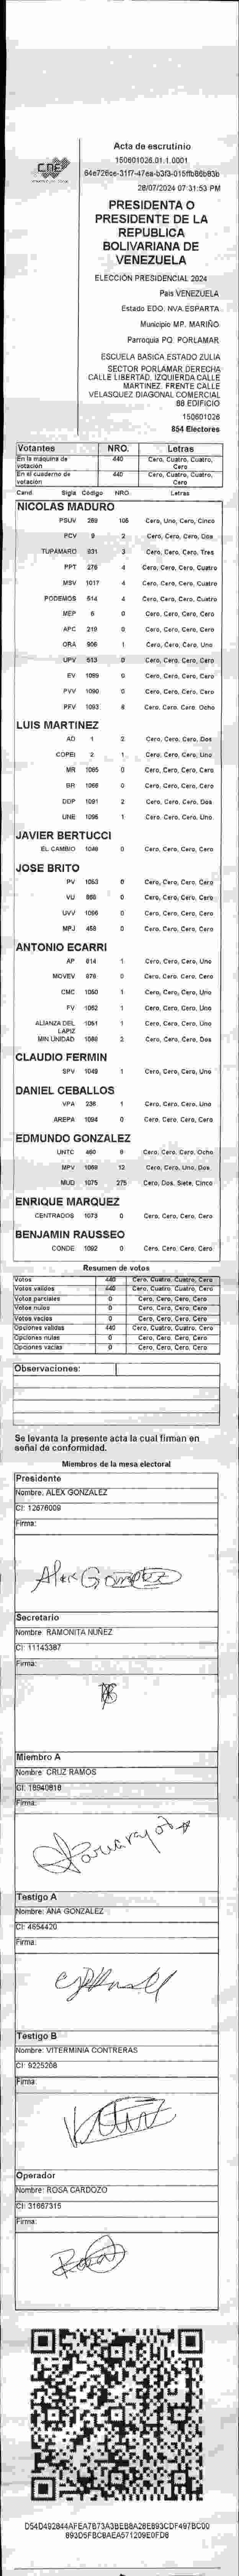 Acta de escrutinio
150601026.01.1.0001
28/07/2024 07:31:53 PM
PRESIDENTA O
PRESIDENTE DE LA
REPUBLICA
BOLIVARIANA DE
VENEZUELA
ELECCIÓN PRESIDENCIAL 2024
País VENEZUELA
Estado EDO. NVA.ESPARTA
Municipio MP. MARIÑO
Parroquia PQ. PORLAMAR
ESCUELA BASICA ESTADO ZULIA
SECTOR PORLAMAR DERECHA
CALLE LIBERTAD. IZQUIERDA CALLE
MARTINEZ. FRENTE CALLE
VELASQUEZ DIAGONAL COMERCIAL
88 EDIFICIO
150601026
854 Electores
Votantes NRO. Letras
En la máquina de votación 440 Cero, Cuatro, Cuatro, Cero
En el cuaderno de votación 440 Cero, Cuatro, Cuatro, Cero
Cand. Sigla Código NRO. Letras
NICOLAS MADURO
PSUV 269 105 Cero, Uno, Cero, Cinco
PCV 9 2 Cero, Cero, Cero, Dos
TUPAMARO 931 3 Cero, Cero, Cero, Tres
PPT 276 4 Cero, Cero, Cero, Cuatro
MSV 1017 4 Cero, Cero, Cero, Cuatro
PODEMOS 514 4 Cero, Cero, Cero, Cuatro
MEP 6 0 Cero, Cero, Cero, Cero
APC 219 0 Cero, Cero, Cero, Cero
ORA 906 1 Cero, Cero, Cero, Uno
UPV 513 0 Cero, Cero, Cero, Cero
EV 1089 0 Cero, Cero, Cero, Cero
PVV 1090 0 Cero, Cero, Cero, Cero
PFV 1093 8 Cero, Cero, Cero, Ocho
LUIS MARTINEZ
AD 1 2 Cero, Cero, Cero, Dos
COPEI 2 1 Cero, Cero, Cero, Uno
MR 1085 0 Cero, Cero, Cero, Cero
BR 1086 0 Cero, Cero, Cero, Cero
DDP 1091 2 Cero, Cero, Cero, Dos
UNE 1096 1 Cero, Cero, Cero, Uno
JAVIER BERTUCCI
EL CAMBIO 1046 0 Cero, Cero, Cero, Cero
JOSE BRITO
PV 1053 0 Cero, Cero, Cero, Cero
VU 868 0 Cero, Cero, Cero, Cero
UVV 1066 0 Cero, Cero, Cero, Cero
MPJ 458 0 Cero, Cero, Cero, Cero
ANTONIO ECARRI
AP 814 1 Cero, Cero, Cero, Uno
MOVEV 979 0 Cero, Cero, Cero, Cero
CMC 1050 1 Cero, Cero, Cero, Uno
FV 1052 1 Cero, Cero, Cero, Uno
ALIANZA DEL LAPIZ 1051 1 Cero, Cero, Cero, Uno
MIN UNIDAD 1088 2 Cero, Cero, Cero, Dos
CLAUDIO FERMIN
SPV 1049 1 Cero, Cero, Cero, Uno
DANIEL CEBALLOS
VPA 236 1 Cero, Cero, Cero, Uno
AREPA 1094 0 Cero, Cero, Cero, Cero
EDMUNDO GONZALEZ
UNTC 460 8 Cero, Cero, Cero, Ocho
MPV 1068 12 Cero, Cero, Uno, Dos
MUD 1075 275 Cero, Dos, Siete, Cinco
ENRIQUE MARQUEZ
CENTRADOS 1073 0 Cero, Cero, Cero, Cero
BENJAMIN RAUSSEO
CONDE 1092 0 Cero, Cero, Cero, Cero
Resumen de votos
Votos 440 Cero, Cuatro, Cuatro, Cero
Votos validos 440 Cero, Cuatro, Cuatro, Cero
Votos parciales 0 Cero, Cero, Cero, Cero
Votos nulos 0 Cero, Cero, Cero, Cero
Votos vacíos 0 Cero, Cero, Cero, Cero
Opciones validas 440 Cero, Cuatro, Cuatro, Cero
Opciones nulas 0 Cero, Cero, Cero, Cero
Opciones vacías 0 Cero, Cero, Cero, Cero
Observaciones:
Se levanta la presente acta la cual firman en
señal de conformidad.
Miembros de la mesa electoral
Presidente
Nombre: ALEX GONZALEZ
CI: 12676009
Firma:
Alex Gonzalez
Secretario
Nombre: RAMONITA NUÑEZ
CI: 11143387
Firma:
Miembro A
Nombre: CRUZ RAMOS
CI: 18940818
Firma:
Testigo A
Nombre: ANA GONZALEZ
CI: 4654420
Firma:
Testigo B
Nombre: VITERMINIA CONTRERAS
CI: 9225208
Firma:
Operador
Nombre: ROSA CARDOZO
CI: 31667315
Firma: